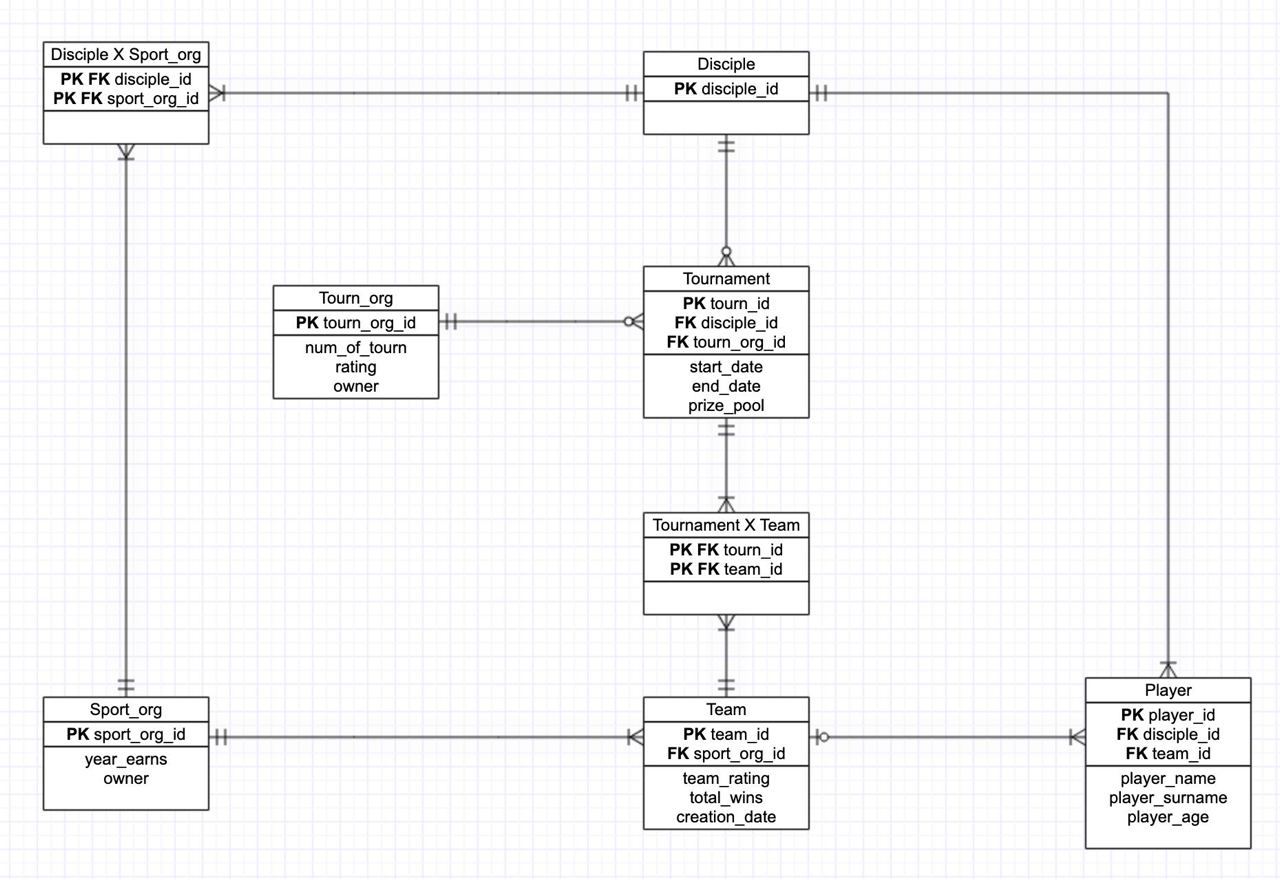 Disciple X Sport_org
PK FK disciple_id
PK FK sport_org_id
Disciple
PK disciple_id
Tourn_org
PK tourn_org_id
num_of_tourn
rating
owner
Tournament
PK tourn_id
FK disciple_id
FK tourn_org_id
start_date
end_date
prize_pool
Tournament X Team
PK FK tourn_id
PK FK team_id
Sport_org
PK sport_org_id
year_earns
owner
Team
PK team_id
FK sport_org_id
team_rating
total_wins
creation_date
Player
PK player_id
FK disciple_id
FK team_id
player_name
player_surname
player_age